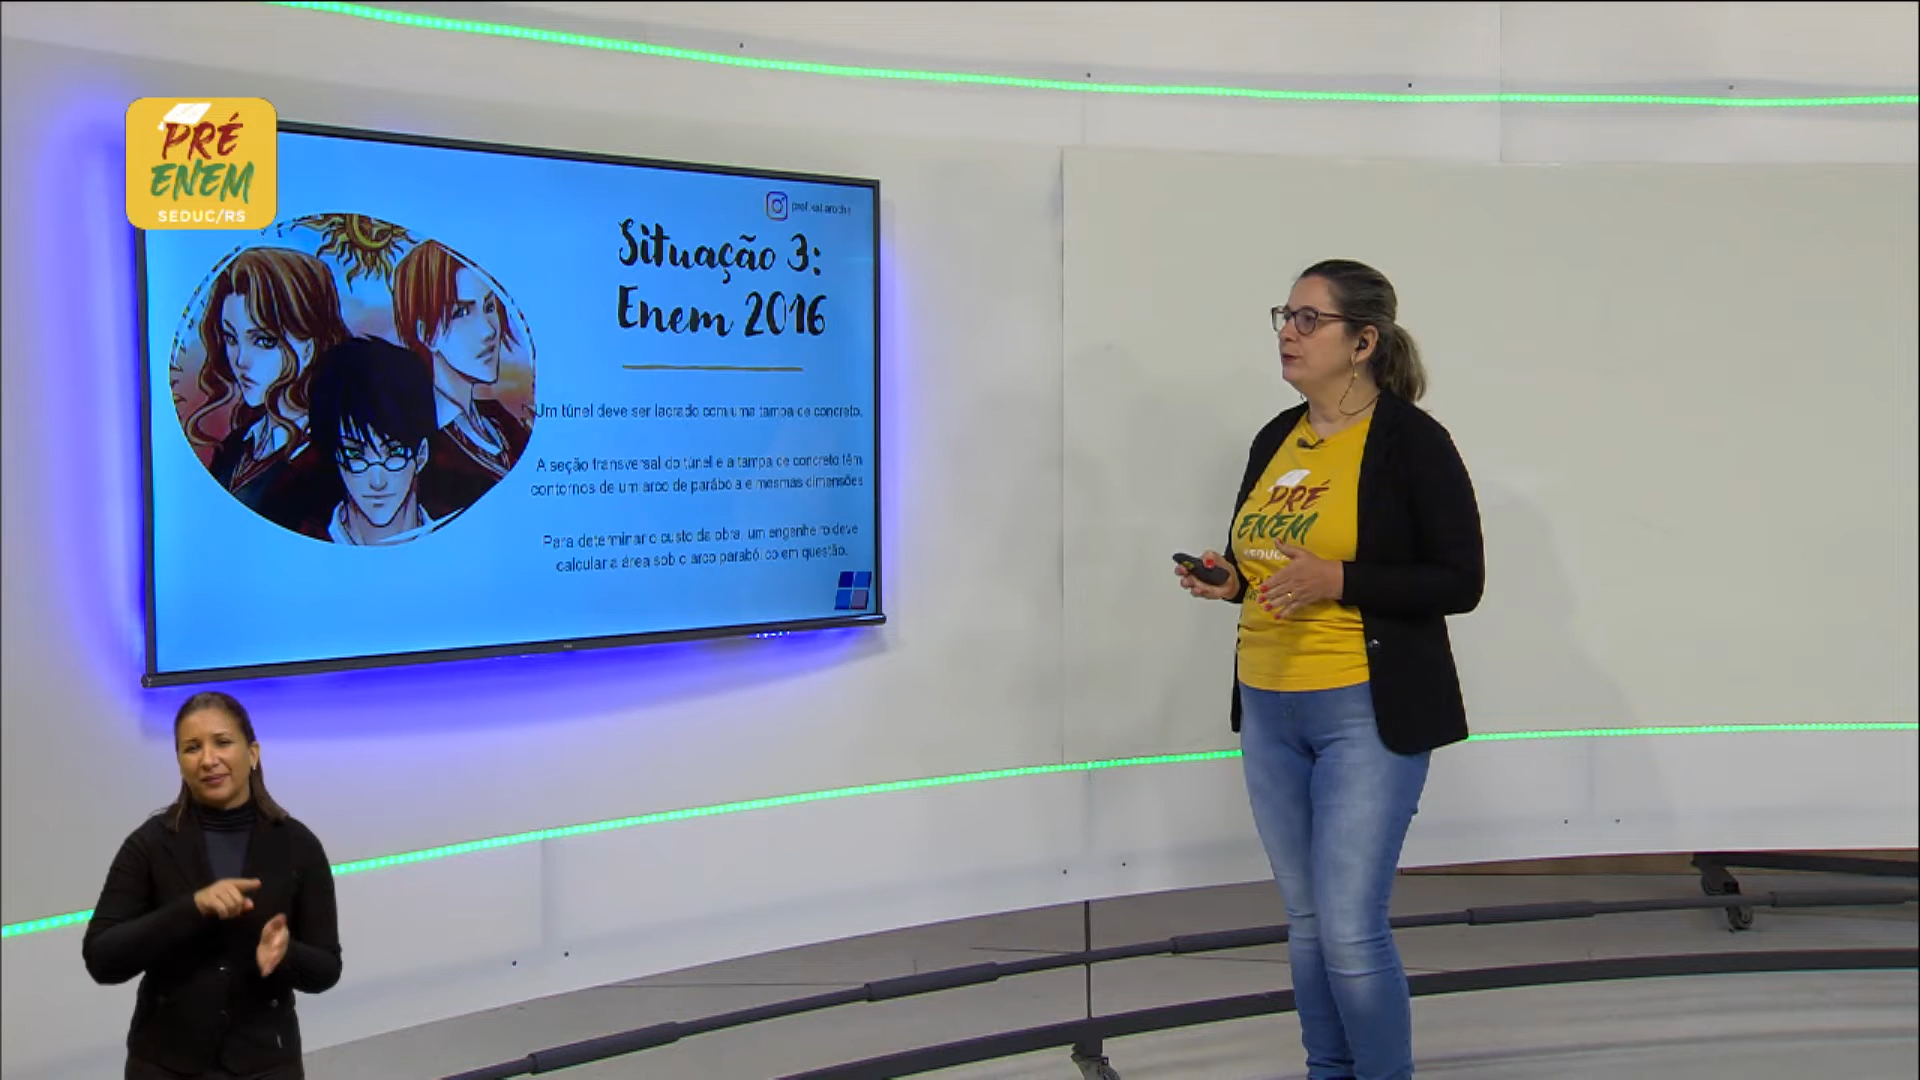 PRÉ
ENEM
SEDUC/RS
Situação 3:
Enem 2016
Um túnel deve ser lacrado com uma tampa de concreto.
A seção transversal do túnel e a tampa de concreto têm
contornos de um arco de parábola e mesmas dimensões
Para determinar o custo da obra, um engenheiro deve
calcular a área sob o arco parabólico em questão.
PRÉ
ENEM